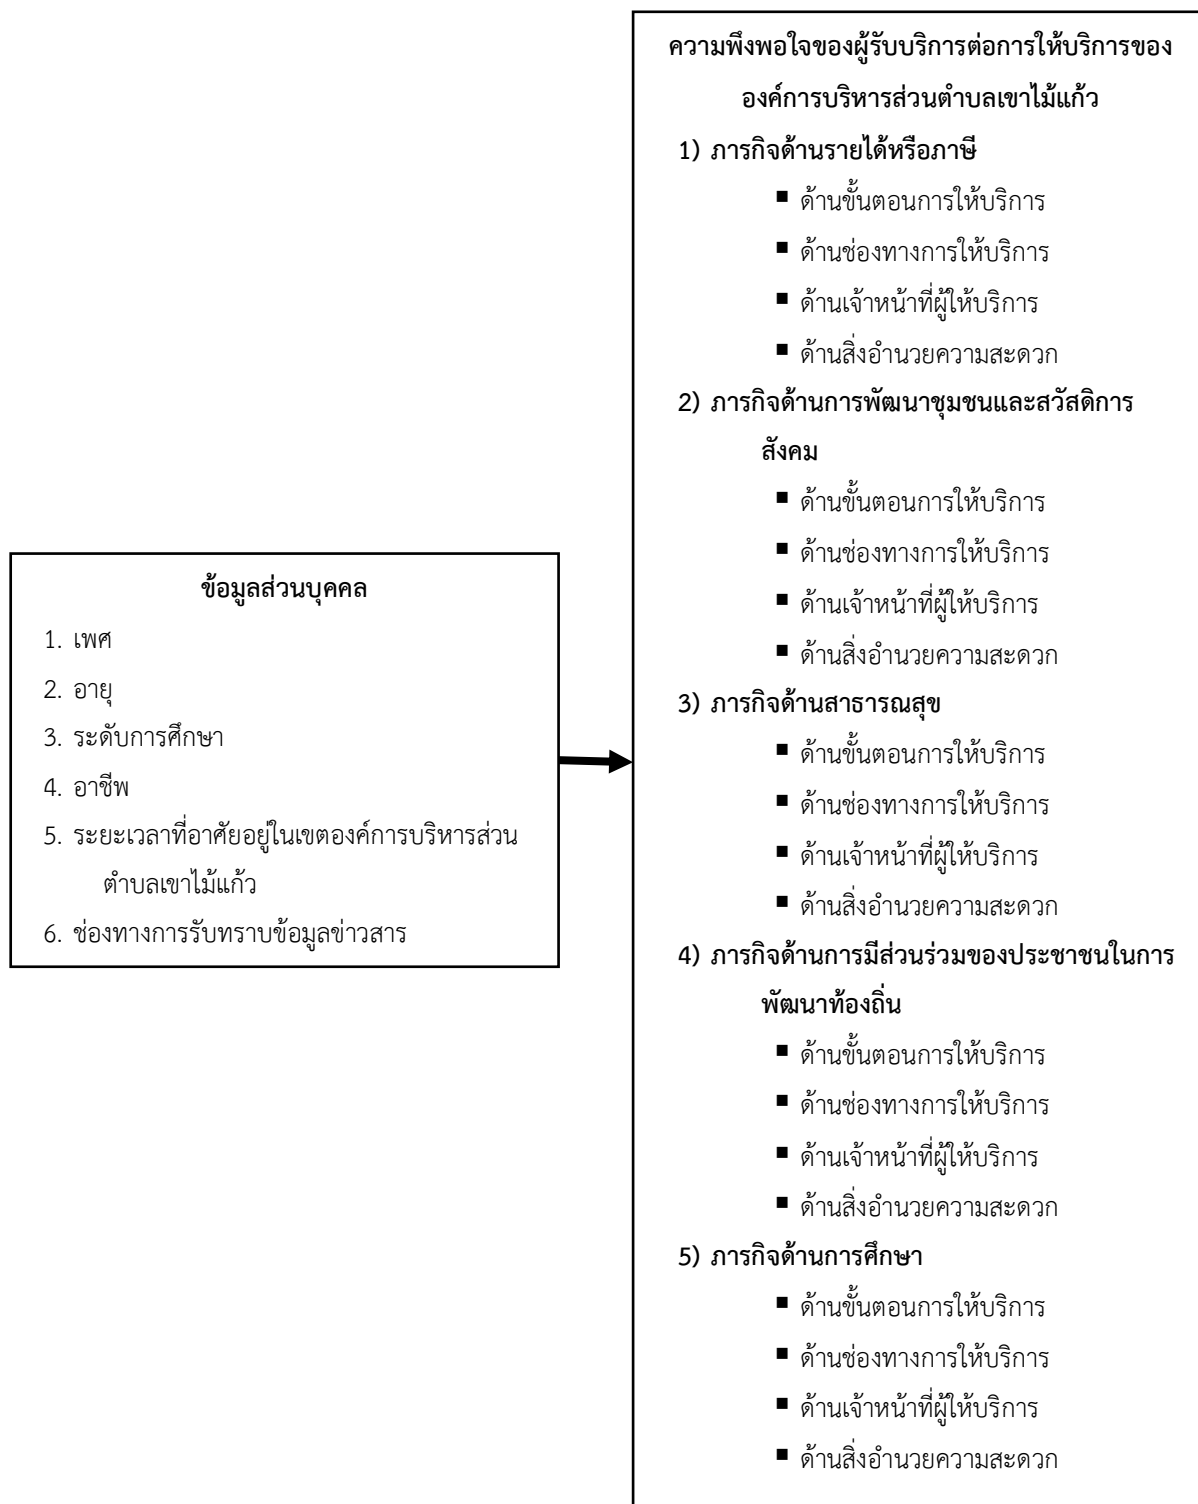 ข้อมูลส่วนบุคคล
1. เพศ
2. อายุ
3. ระดับการศึกษา
4. อาชีพ
5. ระยะเวลาที่อาศัยอยู่ในเขตองค์การบริหารส่วน
ตำบลเขาไม้แก้ว
6. ช่องทางการรับทราบข้อมูลข่าวสาร
ความพึงพอใจของผู้รับบริการต่อการให้บริการของ
องค์การบริหารส่วนตำบลเขาไม้แก้ว
1) ภารกิจด้านรายได้หรือภาษี
■ ด้านขั้นตอนการให้บริการ
■ ด้านช่องทางการให้บริการ
■ ด้านเจ้าหน้าที่ผู้ให้บริการ
■ ด้านสิ่งอำนวยความสะดวก
2) ภารกิจด้านการพัฒนาชุมชนและสวัสดิการ
สังคม
■ ด้านขั้นตอนการให้บริการ
■ ด้านช่องทางการให้บริการ
■ ด้านเจ้าหน้าที่ผู้ให้บริการ
■ ด้านสิ่งอำนวยความสะดวก
3) ภารกิจด้านสาธารณสุข
■ ด้านขั้นตอนการให้บริการ
■ ด้านช่องทางการให้บริการ
■ ด้านเจ้าหน้าที่ผู้ให้บริการ
■ ด้านสิ่งอำนวยความสะดวก
4) ภารกิจด้านการมีส่วนร่วมของประชาชนในการ
พัฒนาท้องถิ่น
■ ด้านขั้นตอนการให้บริการ
■ ด้านช่องทางการให้บริการ
■ ด้านเจ้าหน้าที่ผู้ให้บริการ
■ ด้านสิ่งอำนวยความสะดวก
5) ภารกิจด้านการศึกษา
■ ด้านขั้นตอนการให้บริการ
■ ด้านช่องทางการให้บริการ
■ ด้านเจ้าหน้าที่ผู้ให้บริการ
■ ด้านสิ่งอำนวยความสะดวก